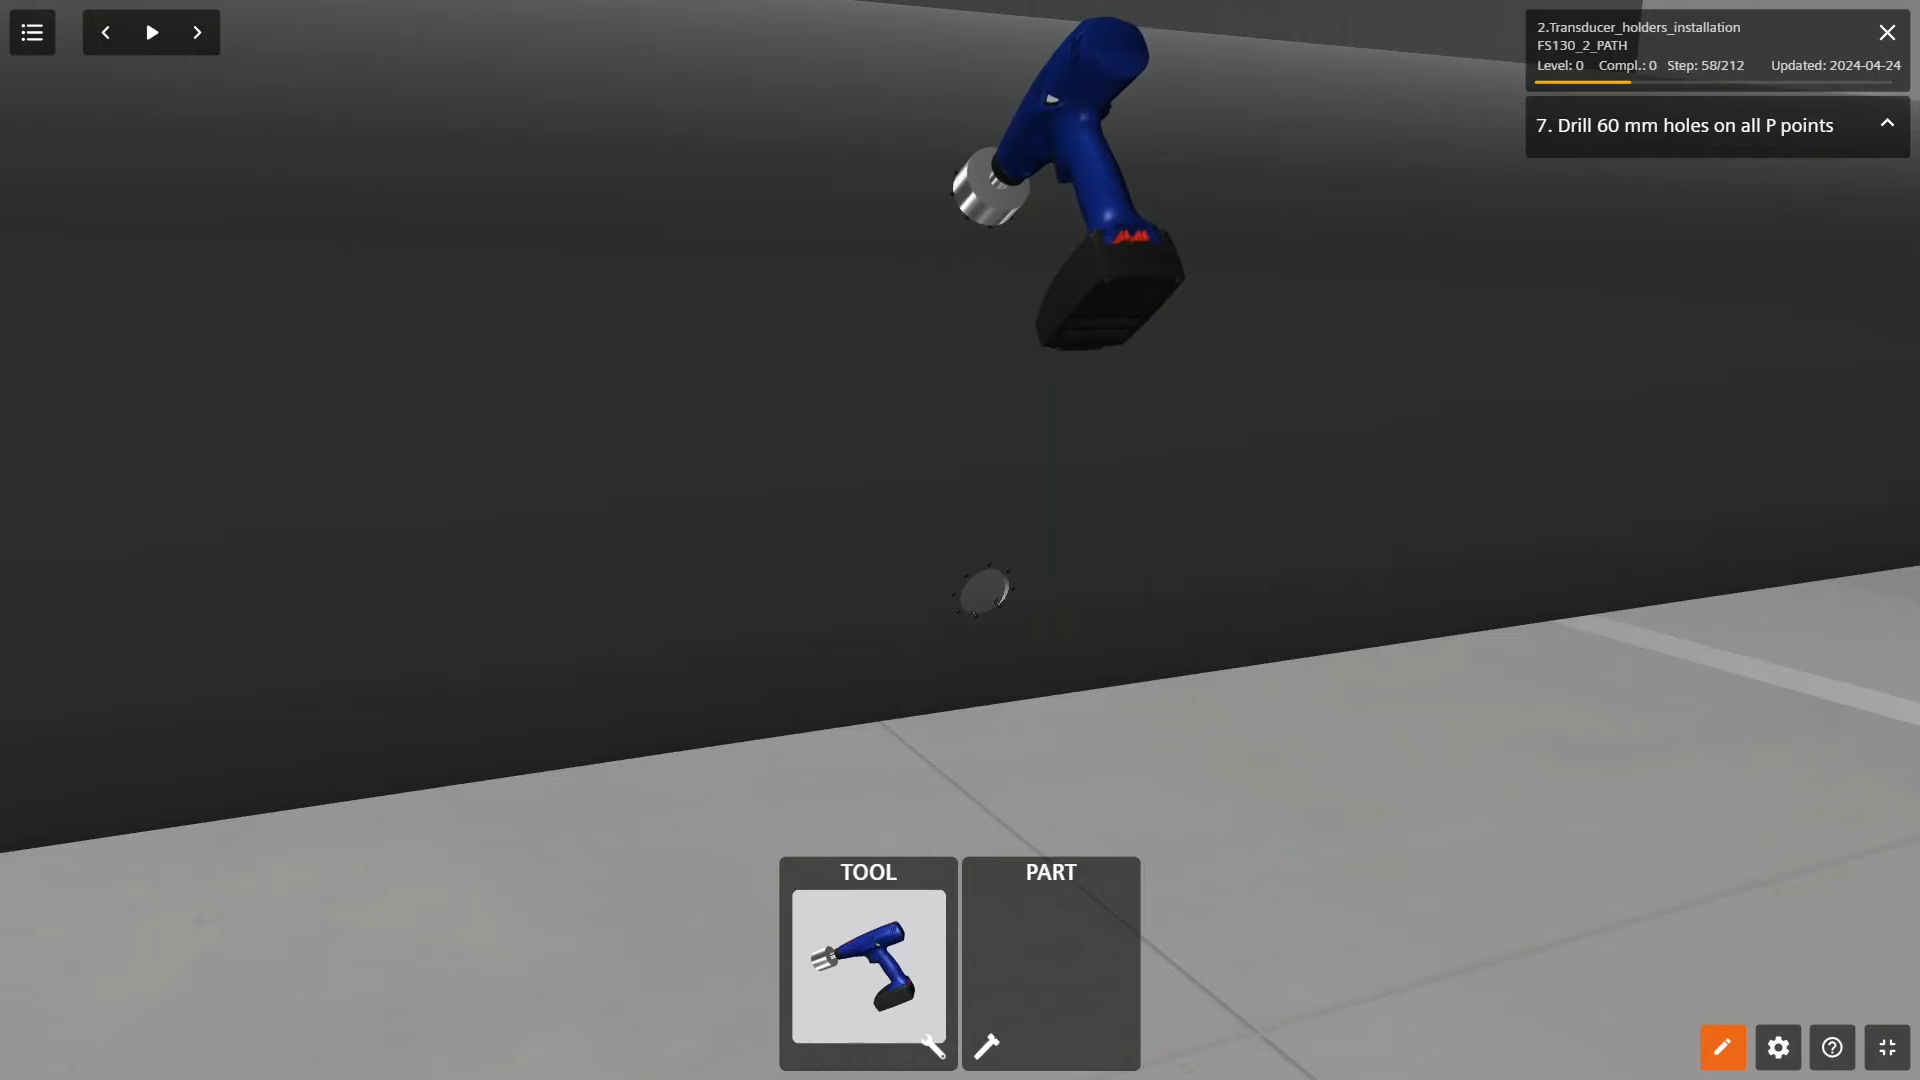 2.Transducer_holders_installation
FS130_2_PATH
Level: 0 Compl.: 0 Step: 58/212 Updated: 2024-04-24
7. Drill 60 mm holes on all P points
TOOL
PART